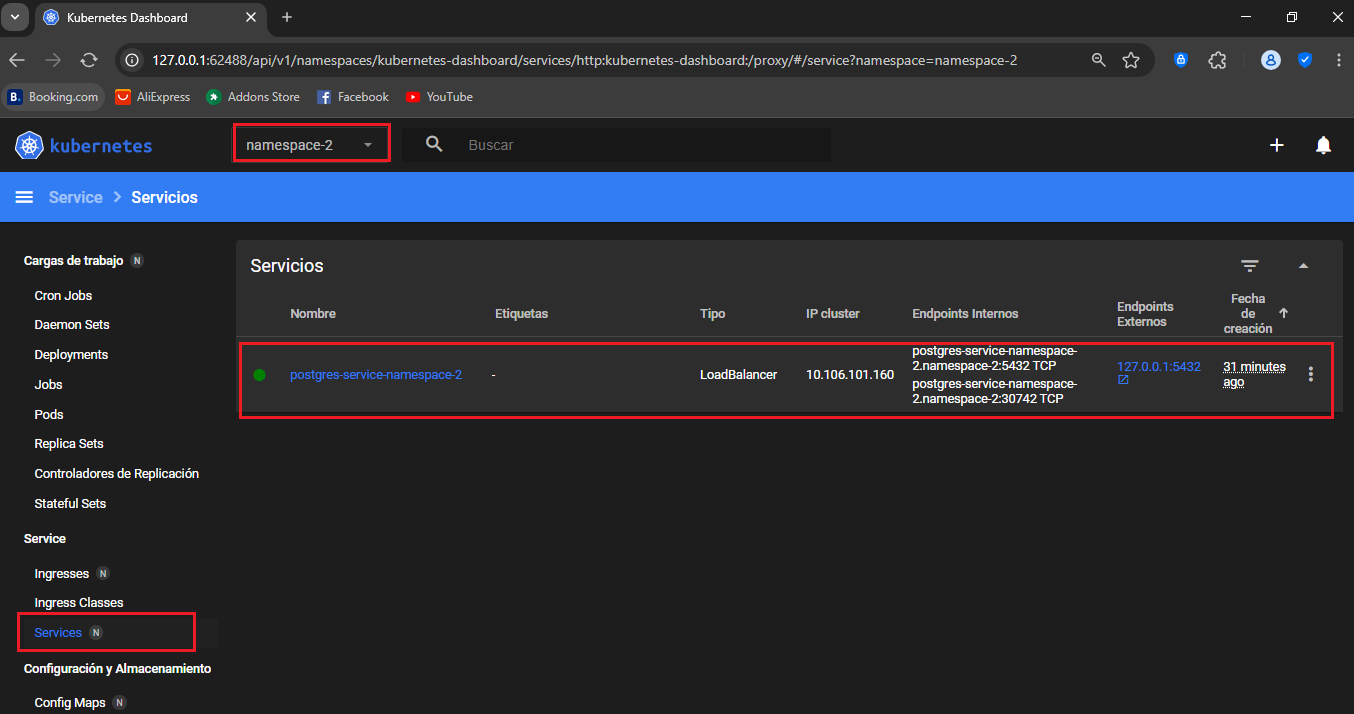 Kubernetes Dashboard
127.0.0.1:62488/api/v1/namespaces/kubernetes-dashboard/services/http:kubernetes-dashboard:/proxy/#/service?namespace=namespace-2
B. Booking.com AliExpress Addons Store Facebook YouTube
kubernetes namespace-2 Buscar
Service > Servicios
Cargas de trabajo N
Cron Jobs
Daemon Sets
Deployments
Jobs
Pods
Replica Sets
Controladores de Replicación
Stateful Sets
Service
Ingresses N
Ingress Classes
Services N
Configuración y Almacenamiento
Config Maps N
Servicios
Nombre Etiquetas Tipo IP cluster Endpoints Internos Endpoints Externos Fecha de creación
postgres-service-namespace-2 - LoadBalancer 10.106.101.160
postgres-service-namespace-
2.namespace-2:5432 TCP
postgres-service-namespace-
2.namespace-2:30742 TCP
127.0.0.1:5432
31 minutes
ago